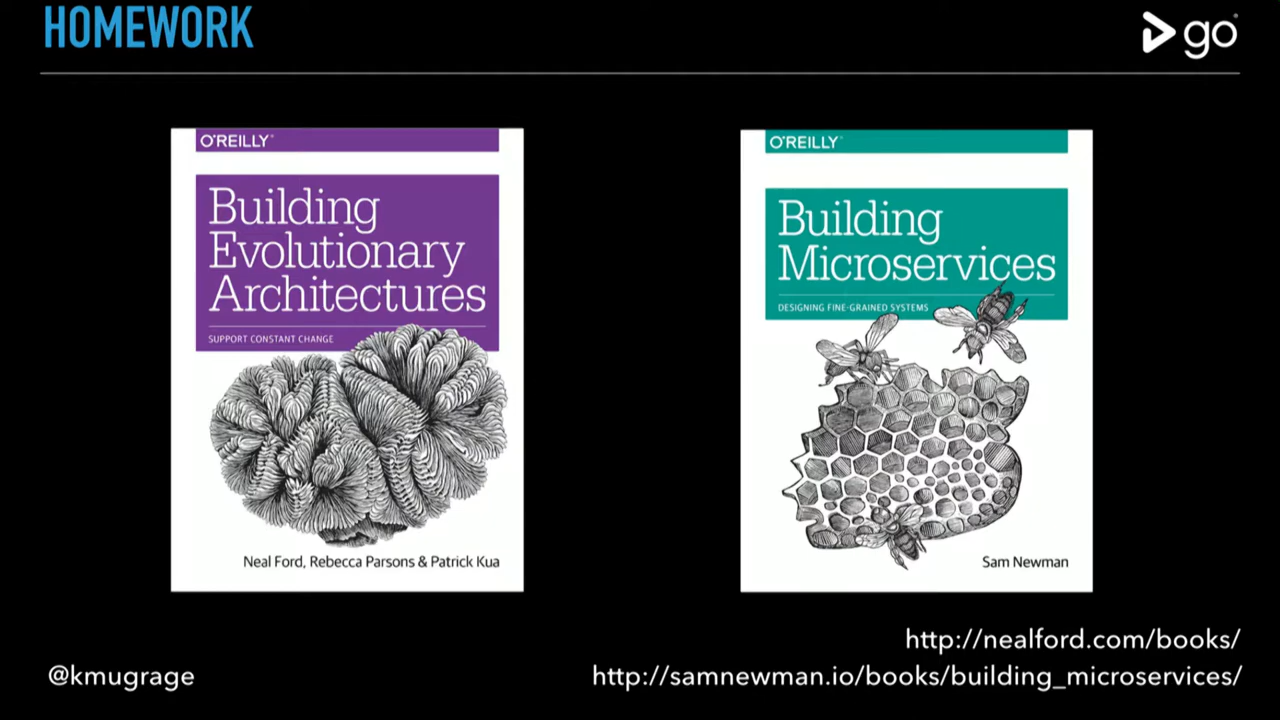 HOMEWORK
go
O'REILLY®
Building
Evolutionary
Architectures
SUPPORT CONSTANT CHANGE
Neal Ford, Rebecca Parsons & Patrick Kua
O'REILLY®
Building
Microservices
DESIGNING FINE-GRAINED SYSTEMS
Sam Newman
http://nealford.com/books/
@kmugrage
http://samnewman.io/books/building_microservices/